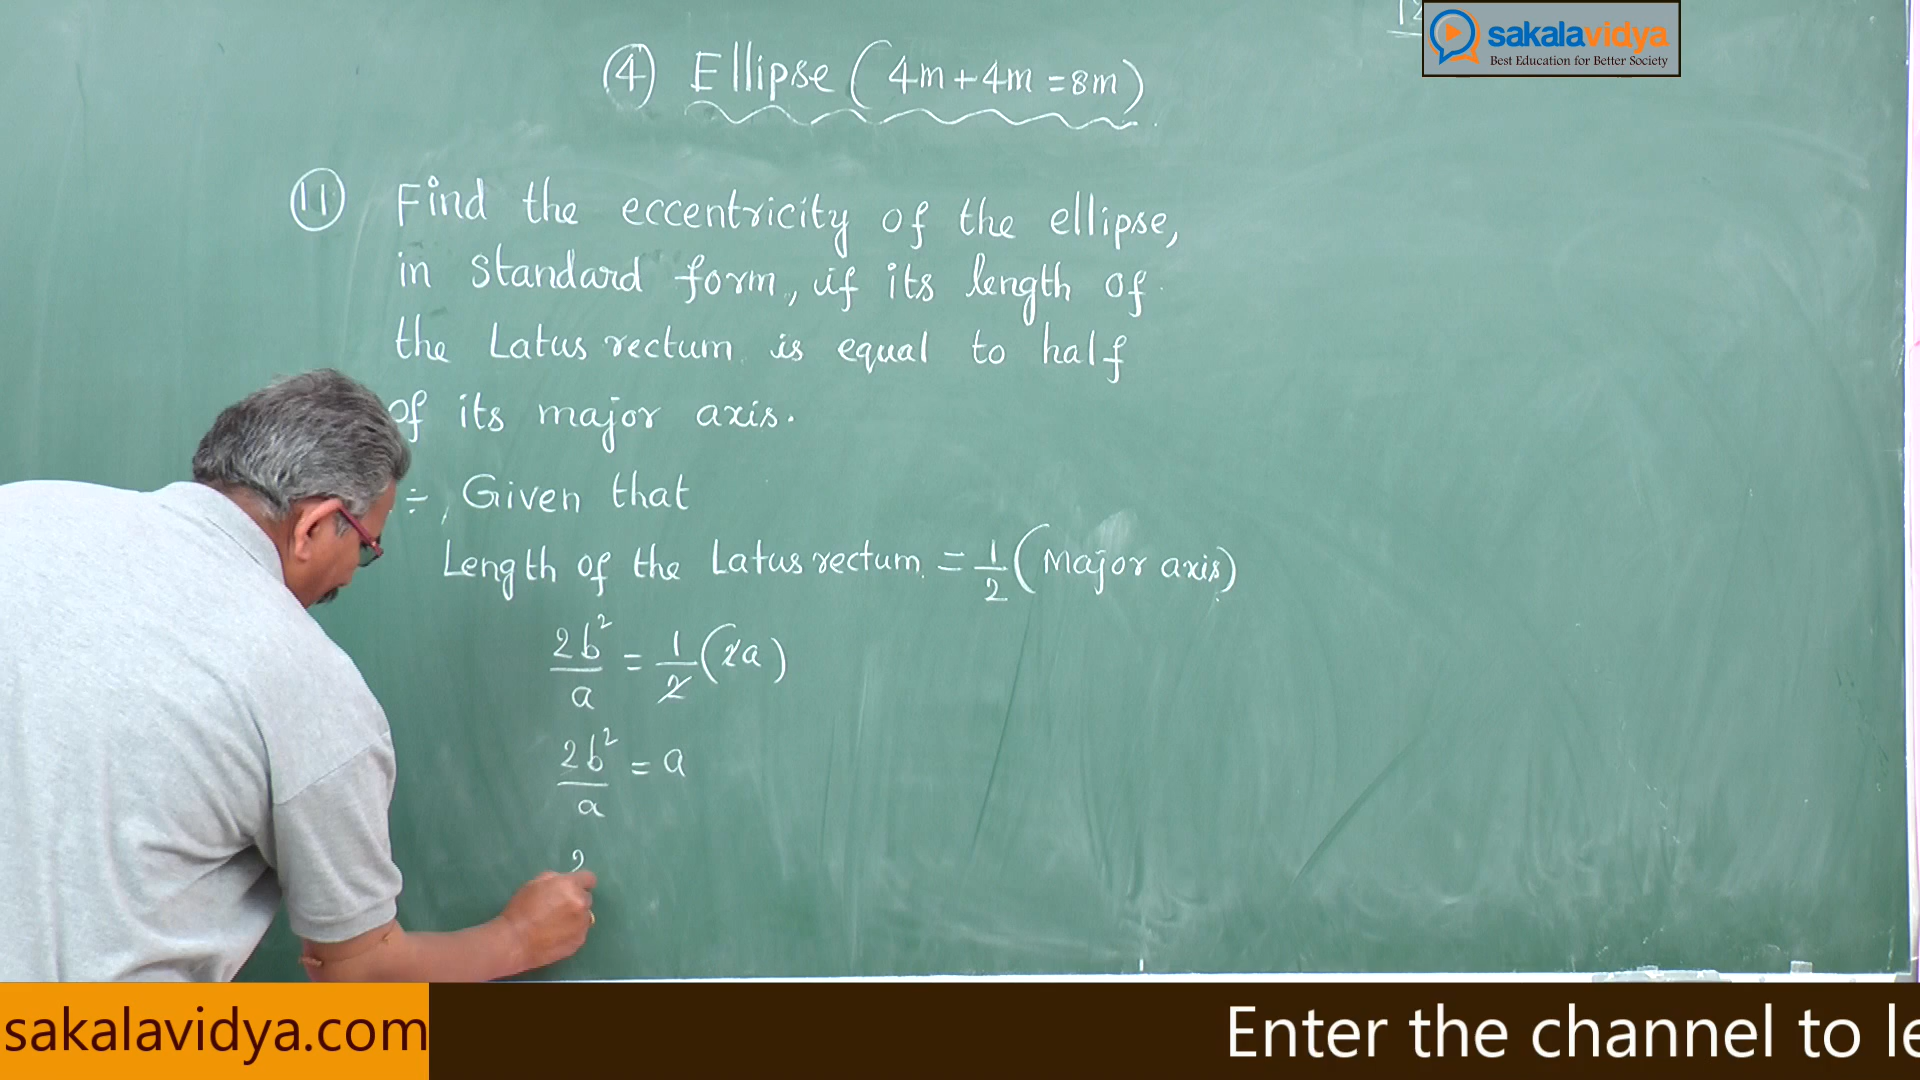 12
sakalavidya
Best Education for Better Society
④ Ellipse (4m+4m=8m)
⑪ Find the eccentricity of the ellipse,
in standard form, if its length of
the Latus rectum is equal to half
of its major axis.
Given that
Length of the Latus rectum = 1/2 (Major axis)
2b²/a = 1/2 (2a)
2b²/a = a
2
sakalavidya.com
Enter the channel to le